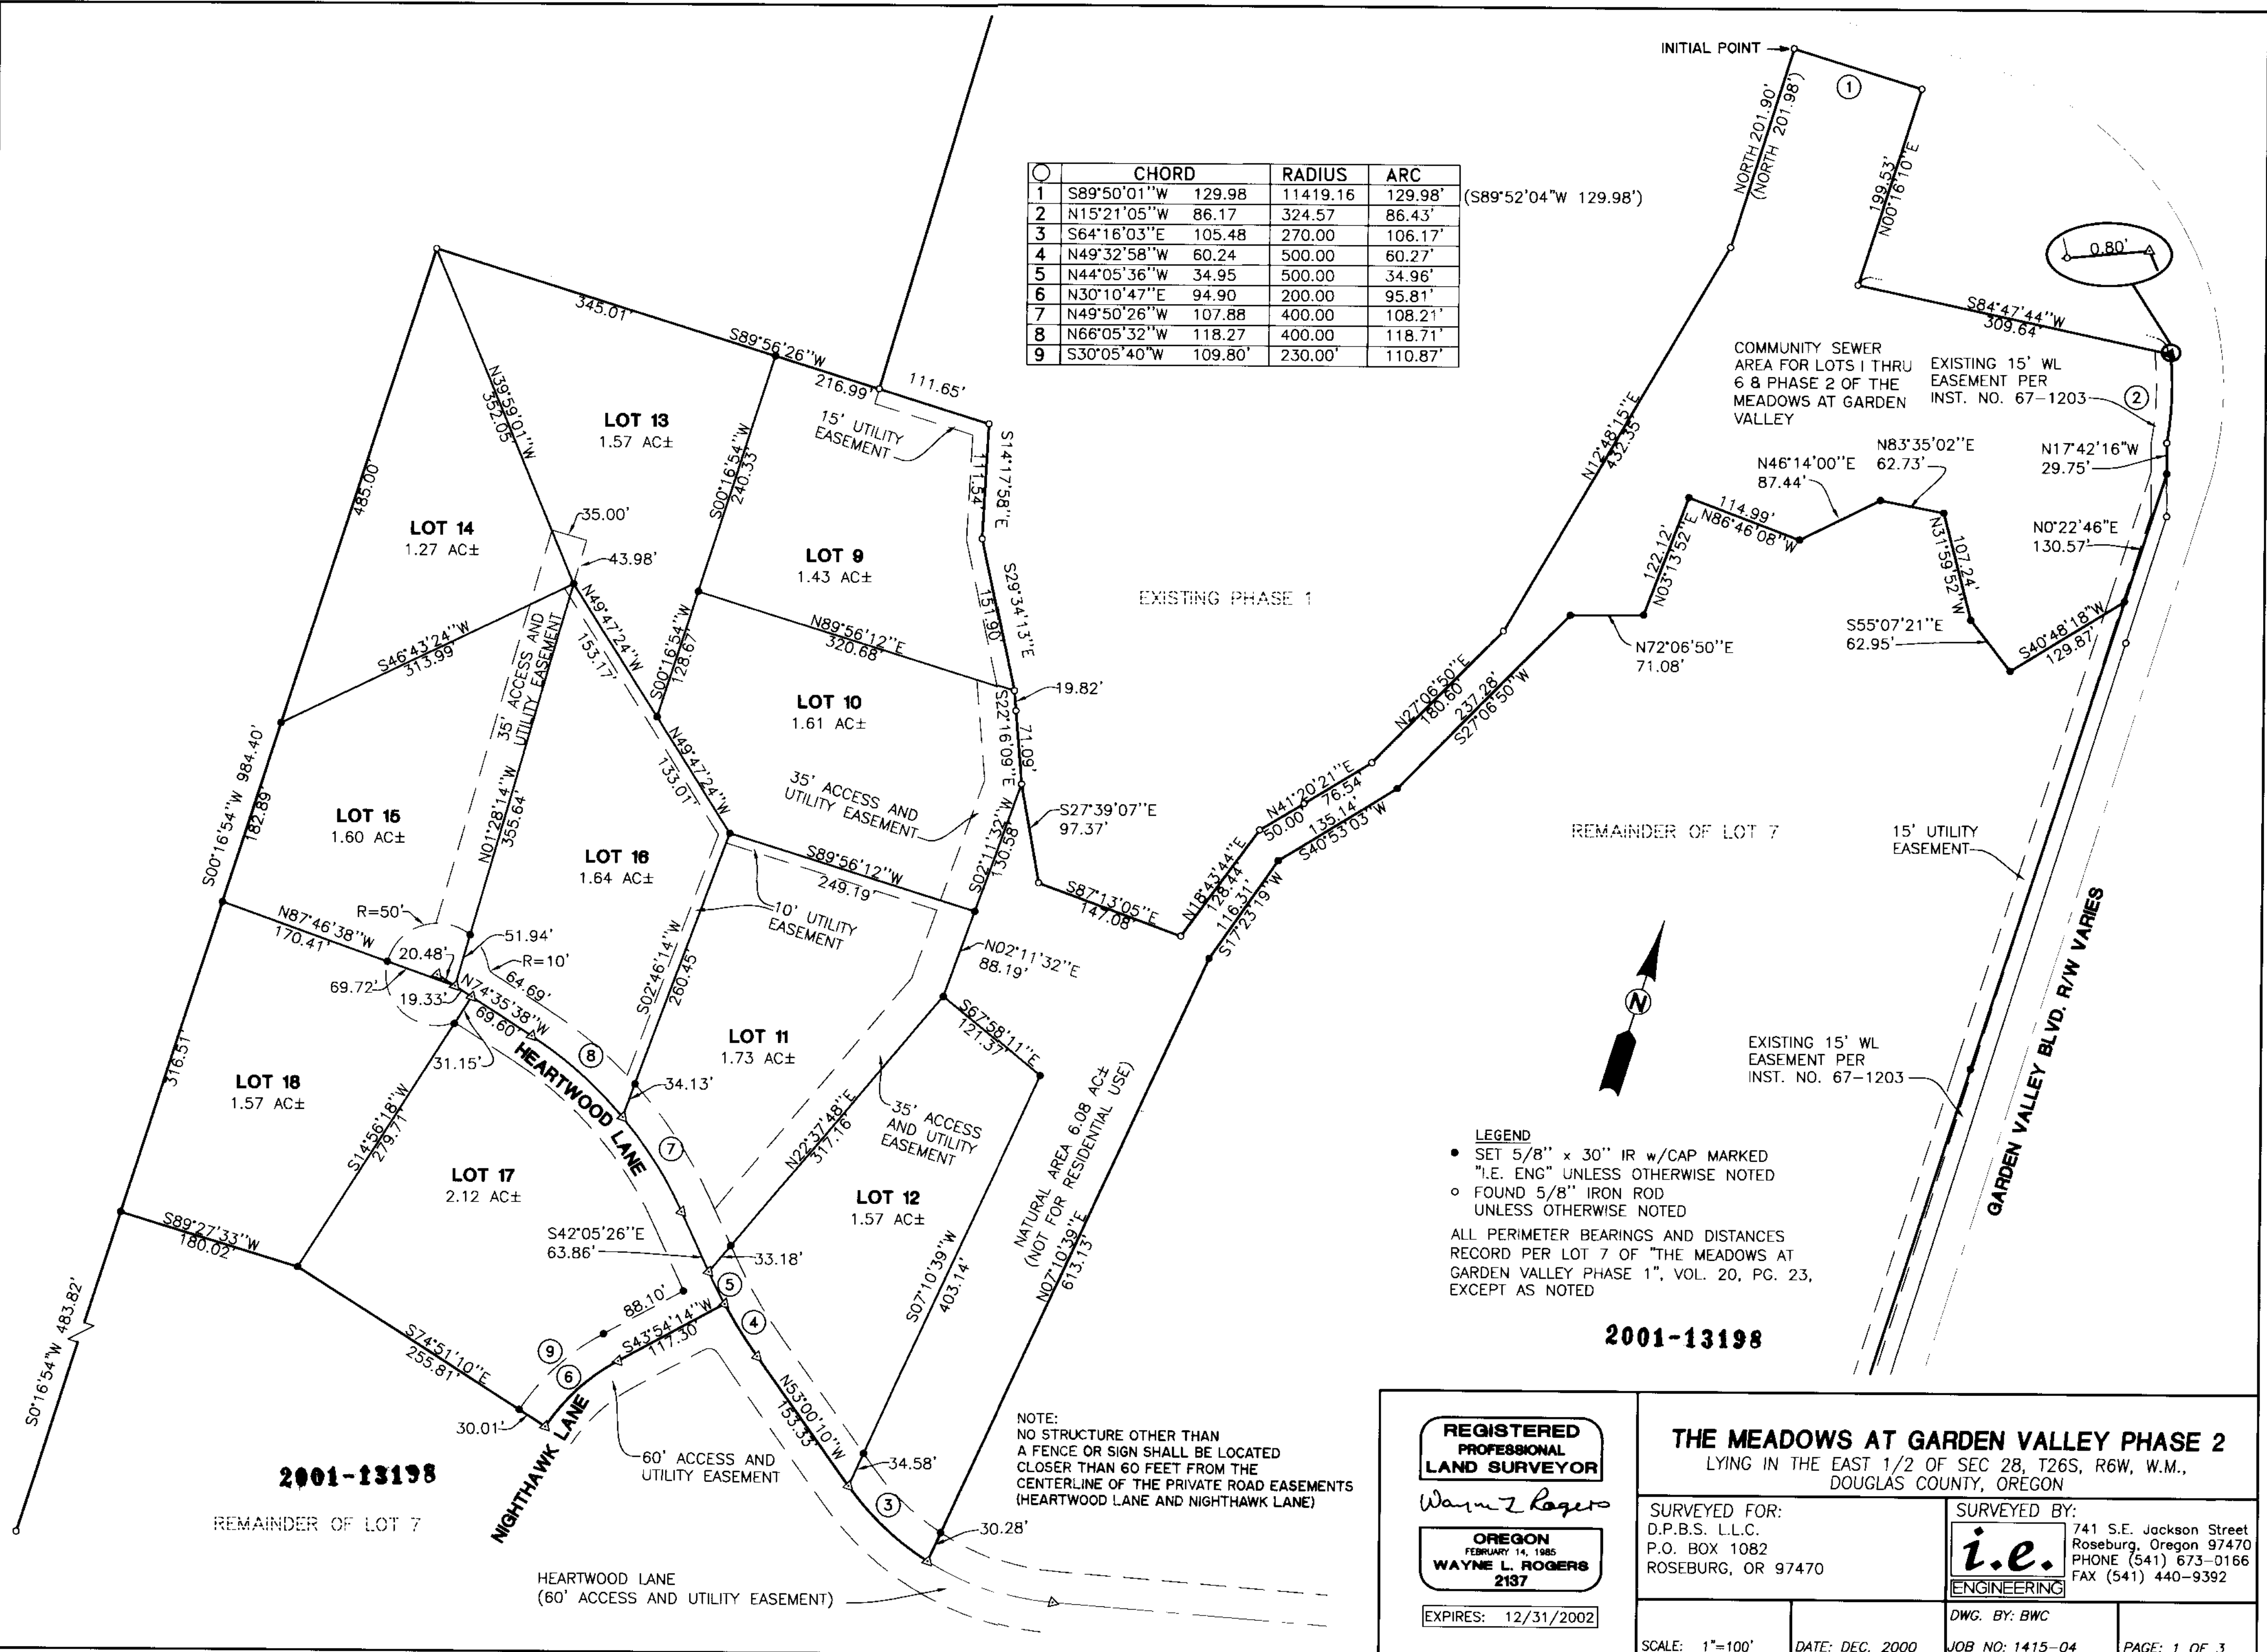 INITIAL POINT
1
NORTH 201.90'
(NORTH 201.98')
199.53'
N00°16'10"E
0.80'
S84°47'44"W
309.64'
○ CHORD RADIUS ARC
1 S89°50'01"W 129.98 11419.16 129.98' (S89°52'04"W 129.98')
2 N15°21'05"W 86.17 324.57 86.43'
3 S64°16'03"E 105.48 270.00 106.17'
4 N49°32'58"W 60.24 500.00 60.27'
5 N44°05'36"W 34.95 500.00 34.96'
6 N30°10'47"E 94.90 200.00 95.81'
7 N49°50'26"W 107.88 400.00 108.21'
8 N66°05'32"W 118.27 400.00 118.71'
9 S30°05'40"W 109.80' 230.00' 110.87'
COMMUNITY SEWER
AREA FOR LOTS 1 THRU
6 & PHASE 2 OF THE
MEADOWS AT GARDEN
VALLEY
EXISTING 15' WL
EASEMENT PER
INST. NO. 67-1203
2
N83°35'02"E
62.73'
N46°14'00"E
87.44'
N17°42'16"W
29.75'
N0°22'46"E
130.57'
114.99'
N86°46'08"W
122.12'
N03°13'52"E
107.24'
N31°59'52"W
S55°07'21"E
62.95'
S40°48'18"W
129.87'
N72°06'50"E
71.08'
N12°48'15"E
432.35'
345.01'
S89°56'26"W
216.99'
111.65'
15' UTILITY
EASEMENT
S14°17'58"E
111.54'
N39°59'01"W
352.05'
LOT 13
1.57 AC±
S00°16'54"W
240.33'
485.00'
LOT 14
1.27 AC±
35.00'
43.98'
LOT 9
1.43 AC±
S29°34'13"E
151.90'
EXISTING PHASE 1
N89°56'12"E
320.68'
N49°47'24"W
153.17'
S00°16'54"W
128.67'
S46°43'24"W
313.99'
35' ACCESS AND
UTILITY EASEMENT
19.82'
LOT 10
1.61 AC±
S22°16'09"E
71.09'
N27°06'50"E
180.60'
237.28'
S27°06'50"W
N49°47'24"W
133.01'
35' ACCESS AND
UTILITY EASEMENT
S27°39'07"E
97.37'
N41°20'21"E
76.54'
50.00'
135.14'
S40°53'03"W
S00°16'54"W 984.40'
182.89'
LOT 15
1.60 AC±
N01°28'14"W
355.64'
LOT 16
1.64 AC±
S89°56'12"W
249.19'
S02°11'32"W
130.58'
S87°13'05"E
147.08'
N18°43'44"E
128.44'
116.31'
S17°23'19"W
REMAINDER OF LOT 7
15' UTILITY
EASEMENT
10' UTILITY
EASEMENT
R=50'
N87°46'38"W
170.41'
51.94'
20.48'
R=10'
69.72'
19.33'
N74°35'38"W
69.60'
64.69'
S02°46'14"W
260.45'
N02°11'32"E
88.19'
S67°58'11"E
121.37'
GARDEN VALLEY BLVD. R/W VARIES
N
EXISTING 15' WL
EASEMENT PER
INST. NO. 67-1203
316.51'
LOT 18
1.57 AC±
31.15'
8
HEARTWOOD LANE
LOT 11
1.73 AC±
34.13'
7
S14°56'18"W
279.71'
N22°37'48"E
317.16'
35' ACCESS
AND UTILITY
EASEMENT
NATURAL AREA 6.08 AC±
(NOT FOR RESIDENTIAL USE)
N07°10'39"E
613.13'
LOT 17
2.12 AC±
LOT 12
1.57 AC±
S07°10'39"W
403.14'
S89°27'33"W
180.02'
S42°05'26"E
63.86'
33.18'
5
88.10'
S43°54'14"W
117.30'
4
9
6
S0°16'54"W 483.82'
S74°51'10"E
255.81'
30.01'
NIGHTHAWK LANE
60' ACCESS AND
UTILITY EASEMENT
N53°00'10"W
153.33'
34.58'
3
30.28'
LEGEND
● SET 5/8" x 30" IR w/CAP MARKED
"I.E. ENG" UNLESS OTHERWISE NOTED
○ FOUND 5/8" IRON ROD
UNLESS OTHERWISE NOTED
ALL PERIMETER BEARINGS AND DISTANCES
RECORD PER LOT 7 OF "THE MEADOWS AT
GARDEN VALLEY PHASE 1", VOL. 20, PG. 23,
EXCEPT AS NOTED
2001-13198
NOTE:
NO STRUCTURE OTHER THAN
A FENCE OR SIGN SHALL BE LOCATED
CLOSER THAN 60 FEET FROM THE
CENTERLINE OF THE PRIVATE ROAD EASEMENTS
(HEARTWOOD LANE AND NIGHTHAWK LANE)
2001-13198
REMAINDER OF LOT 7
HEARTWOOD LANE
(60' ACCESS AND UTILITY EASEMENT)
REGISTERED
PROFESSIONAL
LAND SURVEYOR
Wayne L Rogers
OREGON
FEBRUARY 14, 1985
WAYNE L. ROGERS
2137
EXPIRES: 12/31/2002
THE MEADOWS AT GARDEN VALLEY PHASE 2
LYING IN THE EAST 1/2 OF SEC 28, T26S, R6W, W.M.,
DOUGLAS COUNTY, OREGON
SURVEYED FOR:
D.P.B.S. L.L.C.
P.O. BOX 1082
ROSEBURG, OR 97470
SURVEYED BY:
i.e.
ENGINEERING
741 S.E. Jackson Street
Roseburg, Oregon 97470
PHONE (541) 673-0166
FAX (541) 440-9392
SCALE: 1"=100'
DATE: DEC. 2000
DWG. BY: BWC
JOB NO: 1415-04
PAGE: 1 OF 3